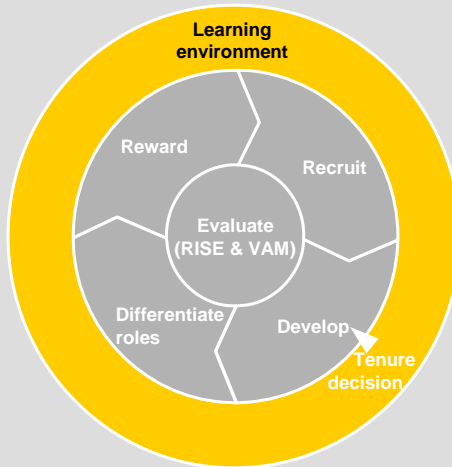 Learning
environment
Reward
Recruit
Evaluate
(RISE & VAM)
Differentiate
roles
Develop
Tenure
decision